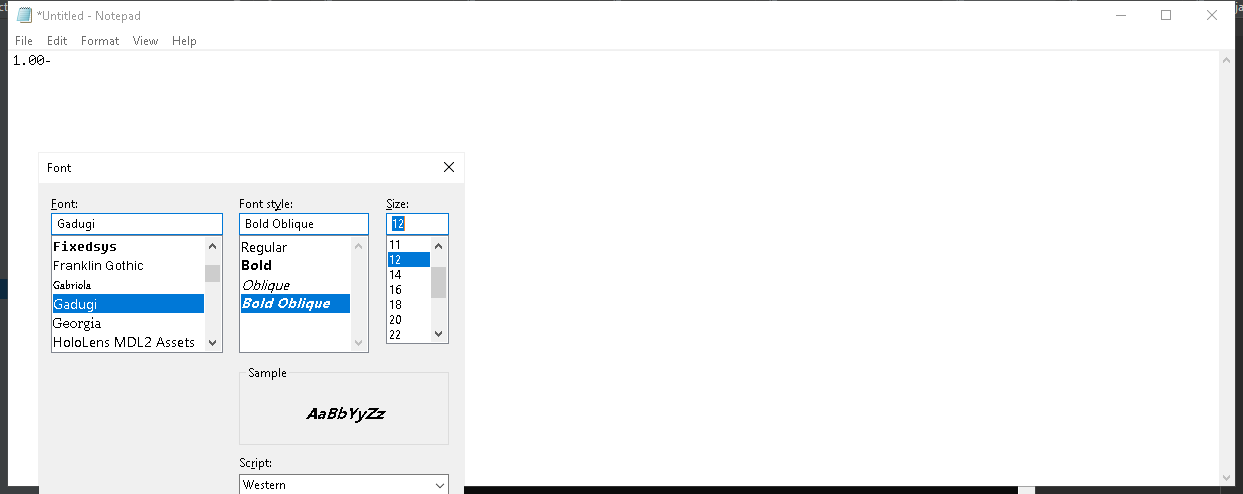 *Untitled - Notepad
File Edit Format View Help
1.00-
Font
Font: Font style: Size:
Gadugi Bold Oblique 12
Fixedsys
Franklin Gothic
Gabriola
Gadugi
Georgia
HoloLens MDL2 Assets
Regular
Bold
Oblique
Bold Oblique
11
12
14
16
18
20
22
Sample
AaBbYyZz
Script:
Western